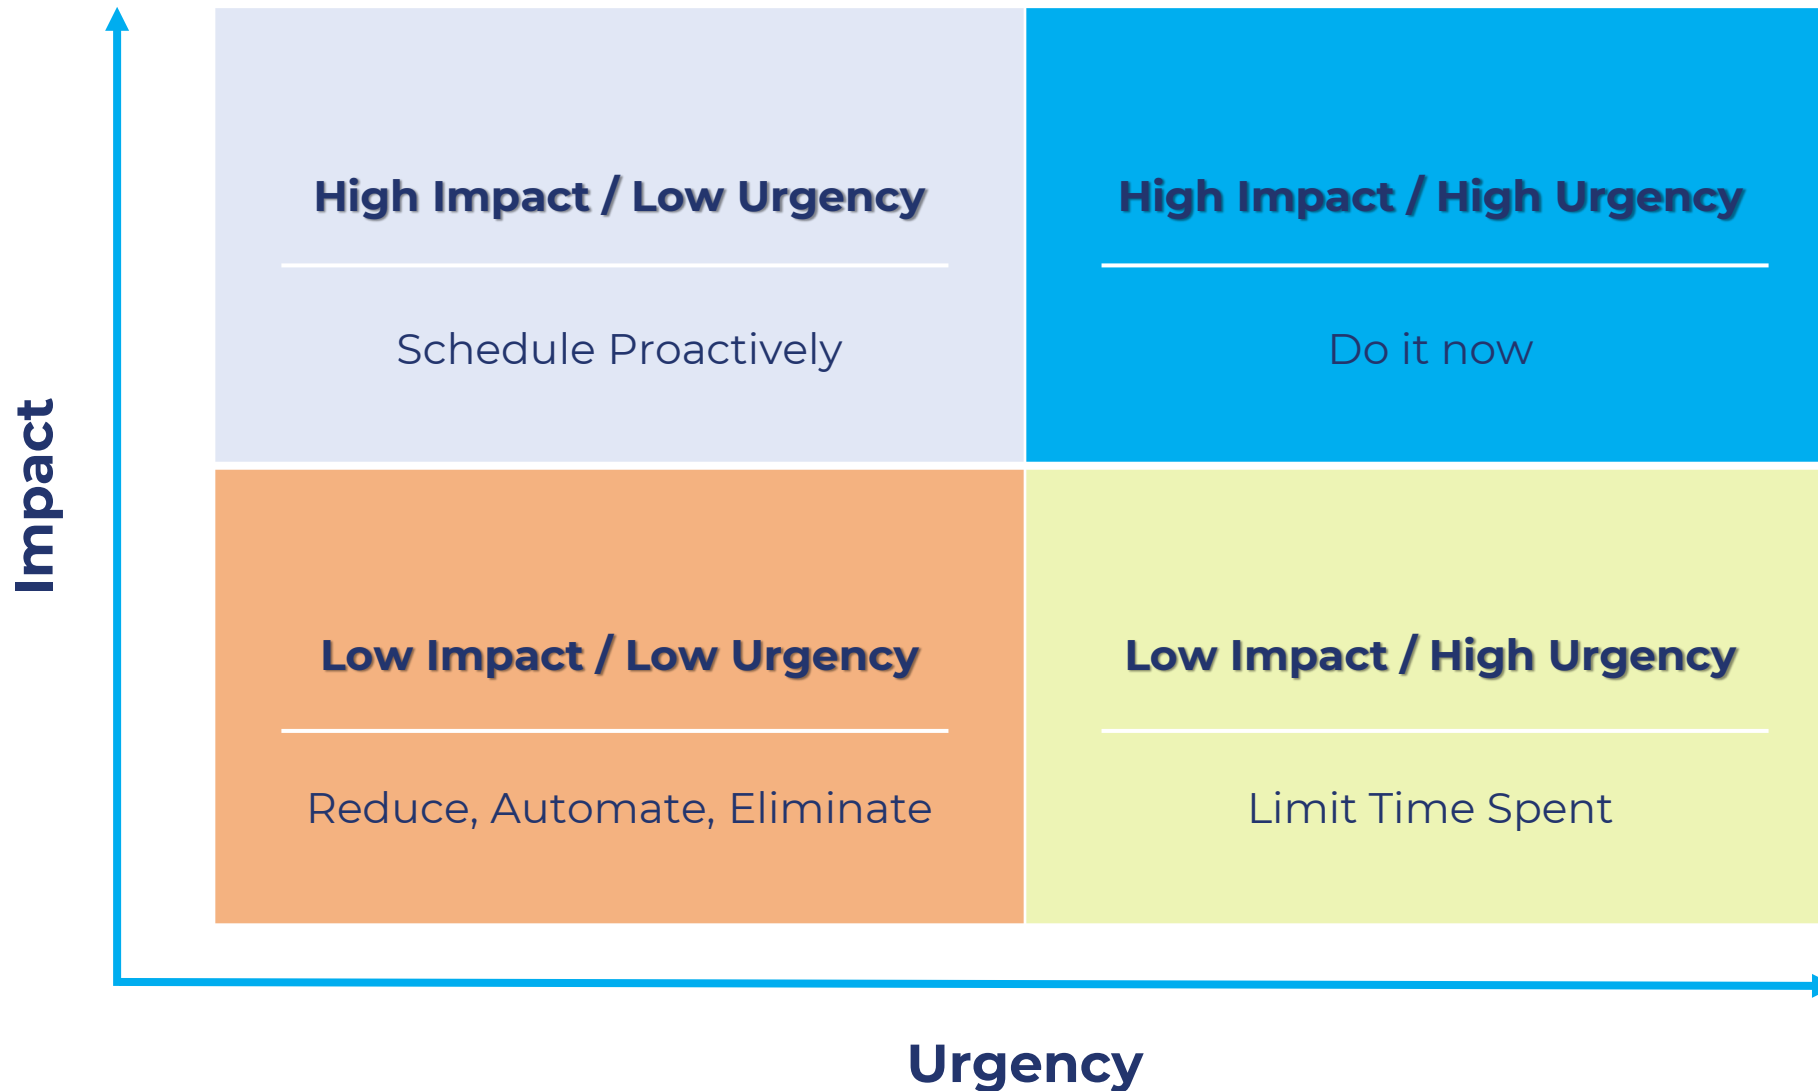 High Impact / Low Urgency
Schedule Proactively
High Impact / High Urgency
Do it now
Impact
Low Impact / Low Urgency
Reduce, Automate, Eliminate
Low Impact / High Urgency
Limit Time Spent
Urgency